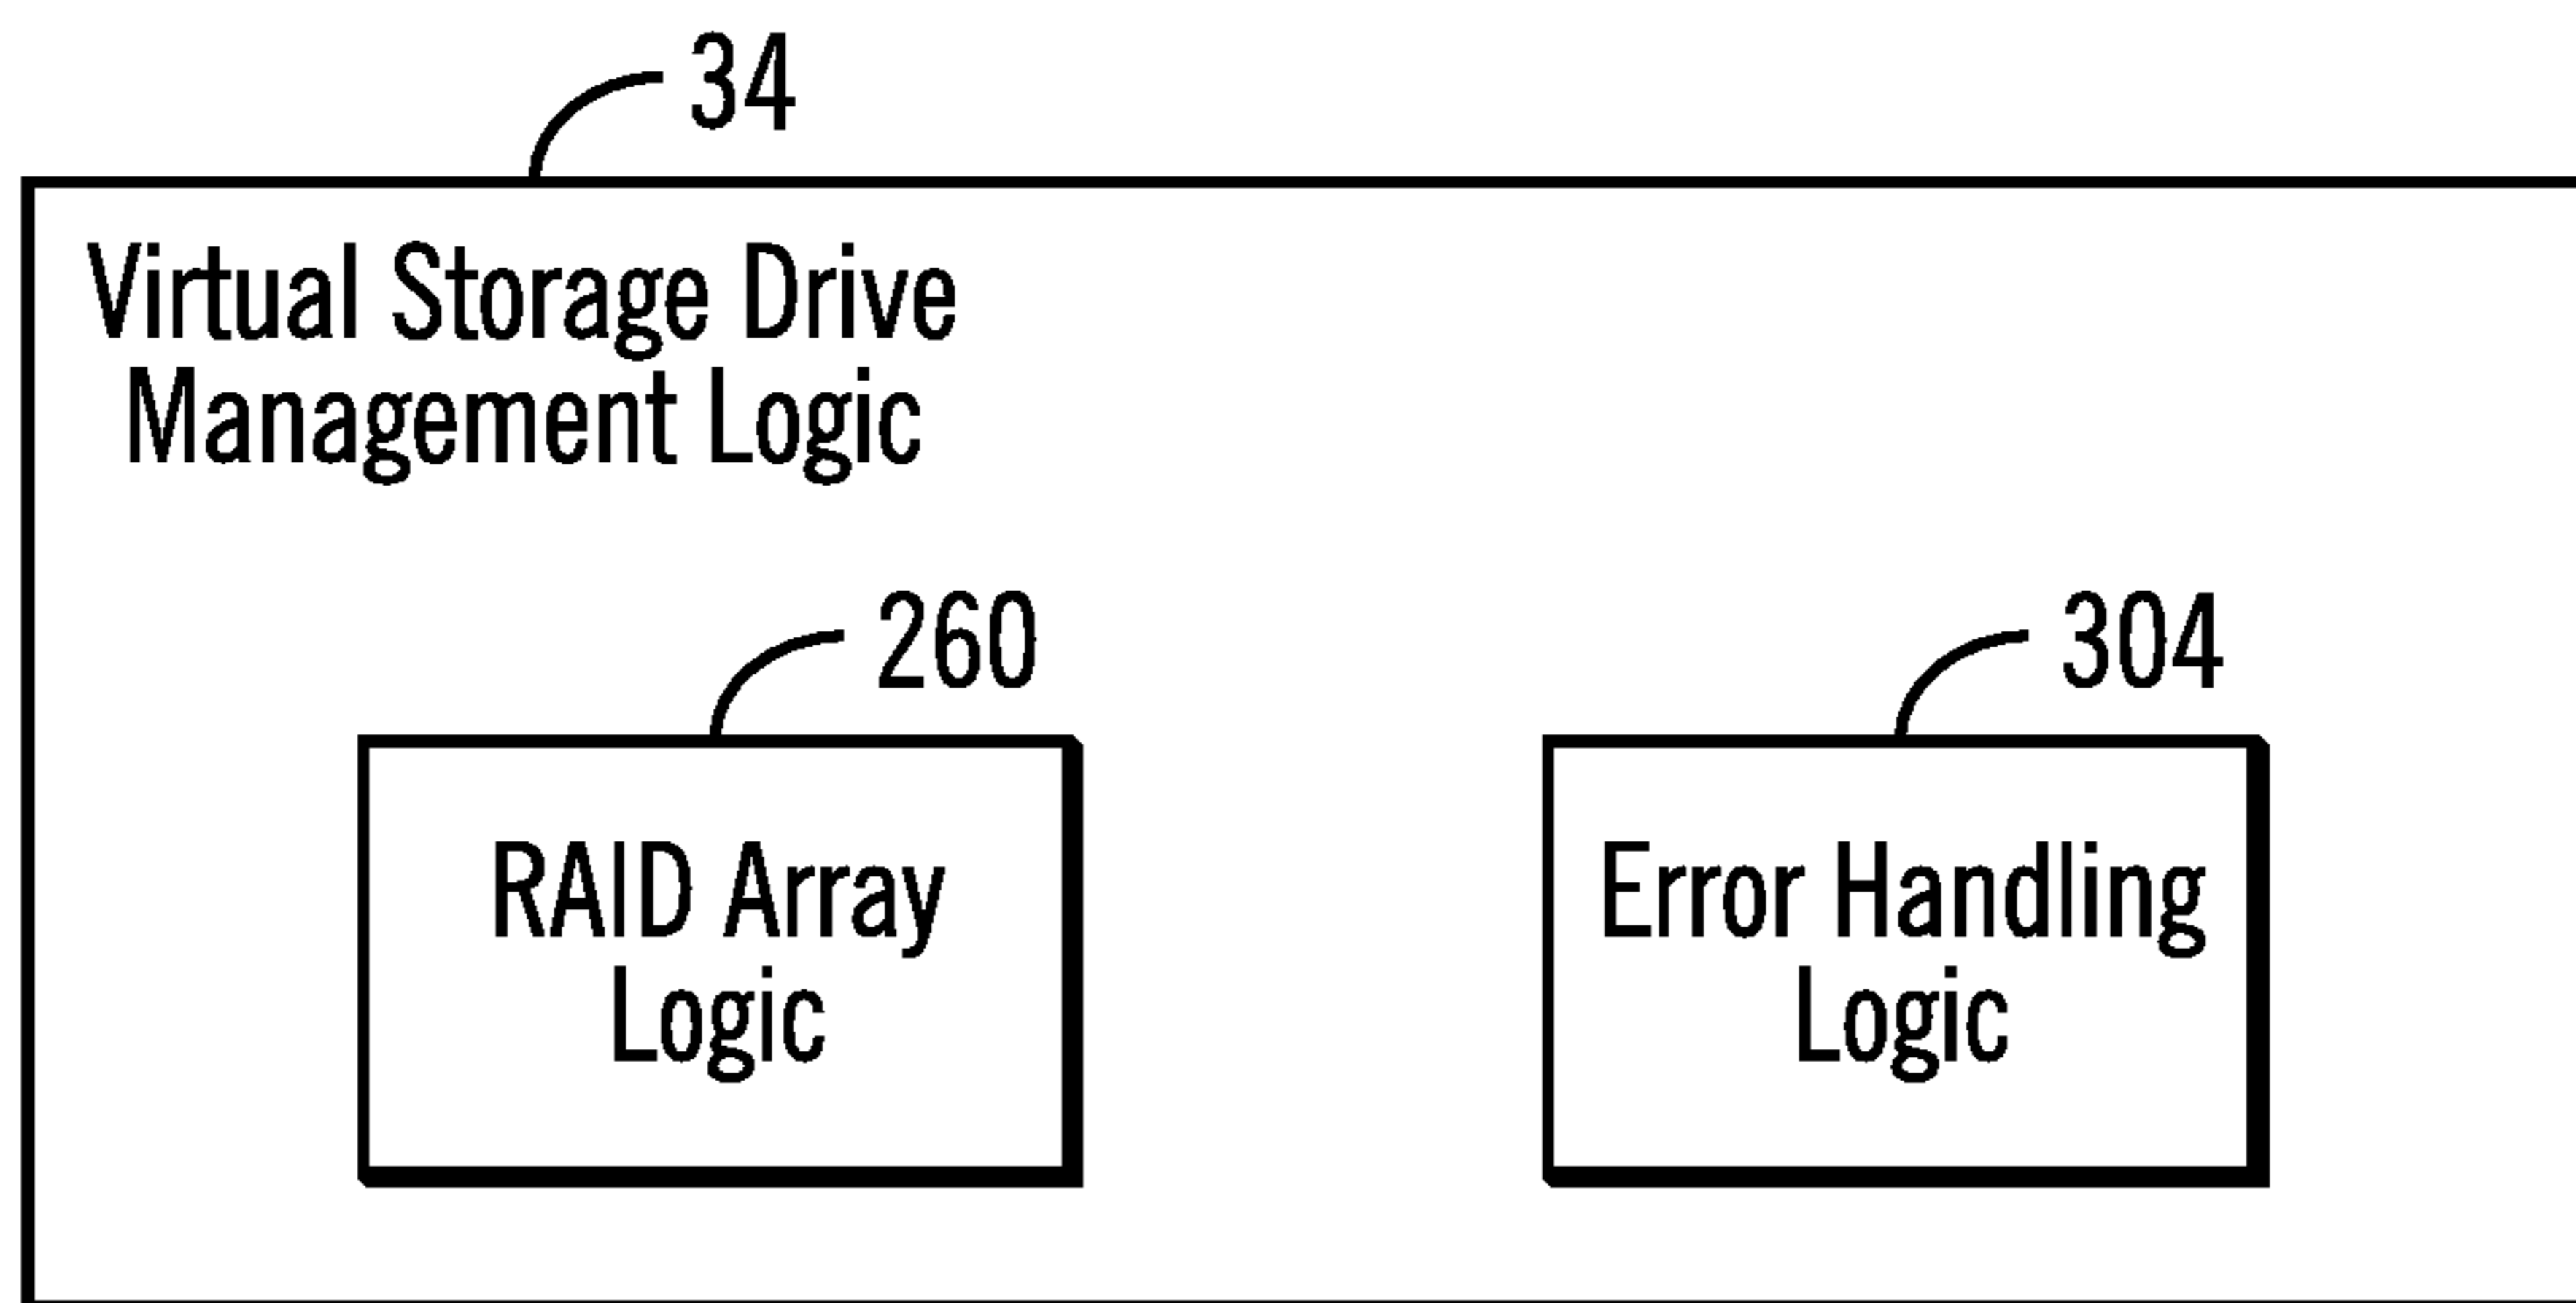 34
Virtual Storage Drive
Management Logic
260
RAID Array
Logic
304
Error Handling
Logic